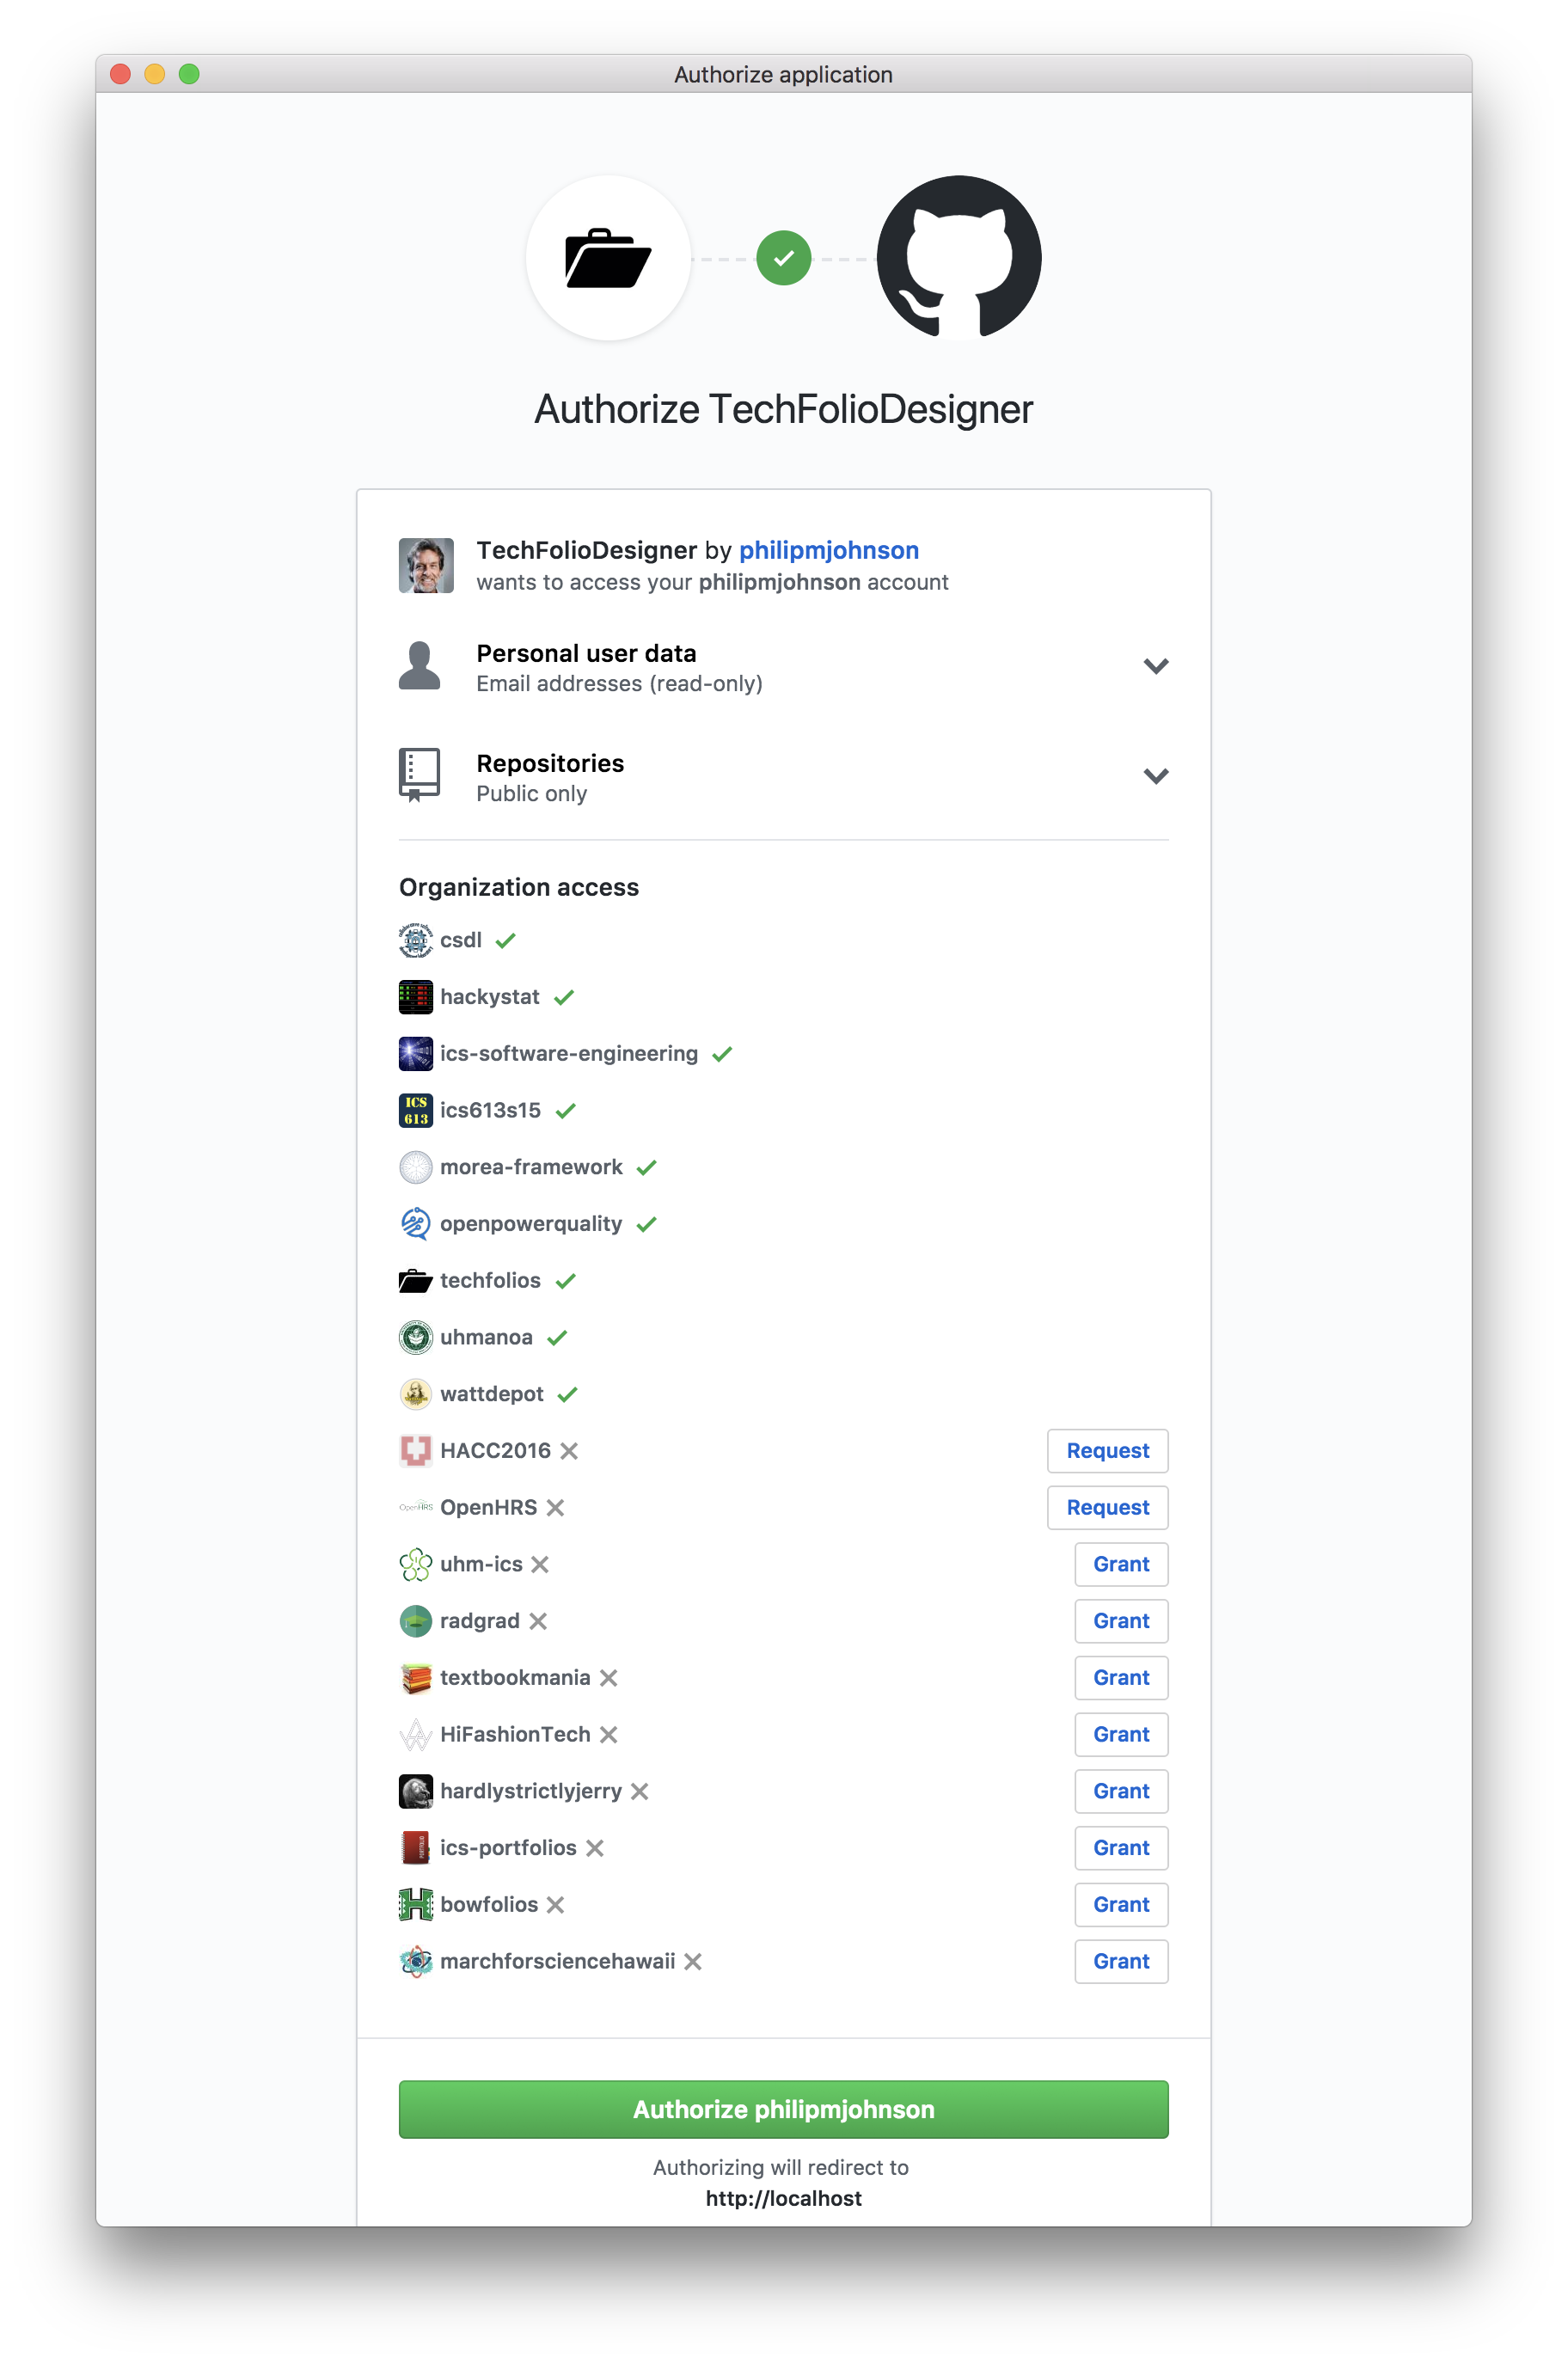 Authorize application
Authorize TechFolioDesigner
TechFolioDesigner by philipmjohnson
wants to access your philipmjohnson account
Personal user data
Email addresses (read-only)
Repositories
Public only
Organization access
csdl
hackystat
ics-software-engineering
ICS
613
ics613s15
morea-framework
openpowerquality
techfolios
uhmanoa
wattdepot
HACC2016 Request
OpenHRS OpenHRS Request
uhm-ics Grant
radgrad Grant
textbookmania Grant
HiFashionTech Grant
hardlystrictlyjerry Grant
ics-portfolios Grant
bowfolios Grant
marchforsciencehawaii Grant
Authorize philipmjohnson
Authorizing will redirect to
http://localhost